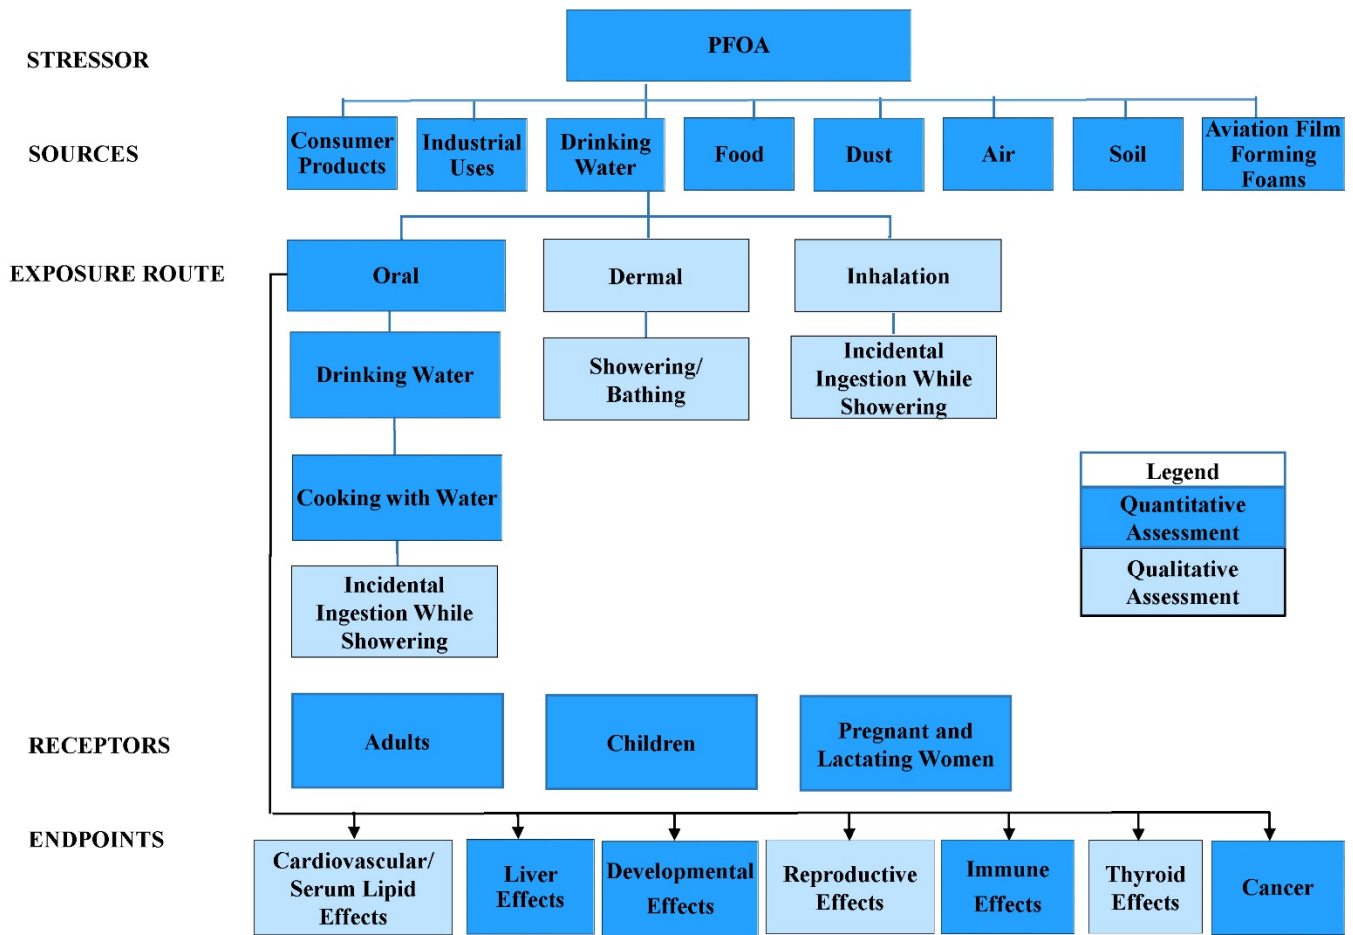 STRESSOR
PFOA
SOURCES
Consumer
Products
Industrial
Uses
Drinking
Water
Food
Dust
Air
Soil
Aviation Film
Forming
Foams
EXPOSURE ROUTE
Oral
Dermal
Inhalation
Drinking Water
Showering/
Bathing
Incidental
Ingestion While
Showering
Cooking with Water
Incidental
Ingestion While
Showering
Legend
Quantitative
Assessment
Qualitative
Assessment
RECEPTORS
Adults
Children
Pregnant and
Lactating Women
ENDPOINTS
Cardiovascular/
Serum Lipid
Effects
Liver
Effects
Developmental
Effects
Reproductive
Effects
Immune
Effects
Thyroid
Effects
Cancer